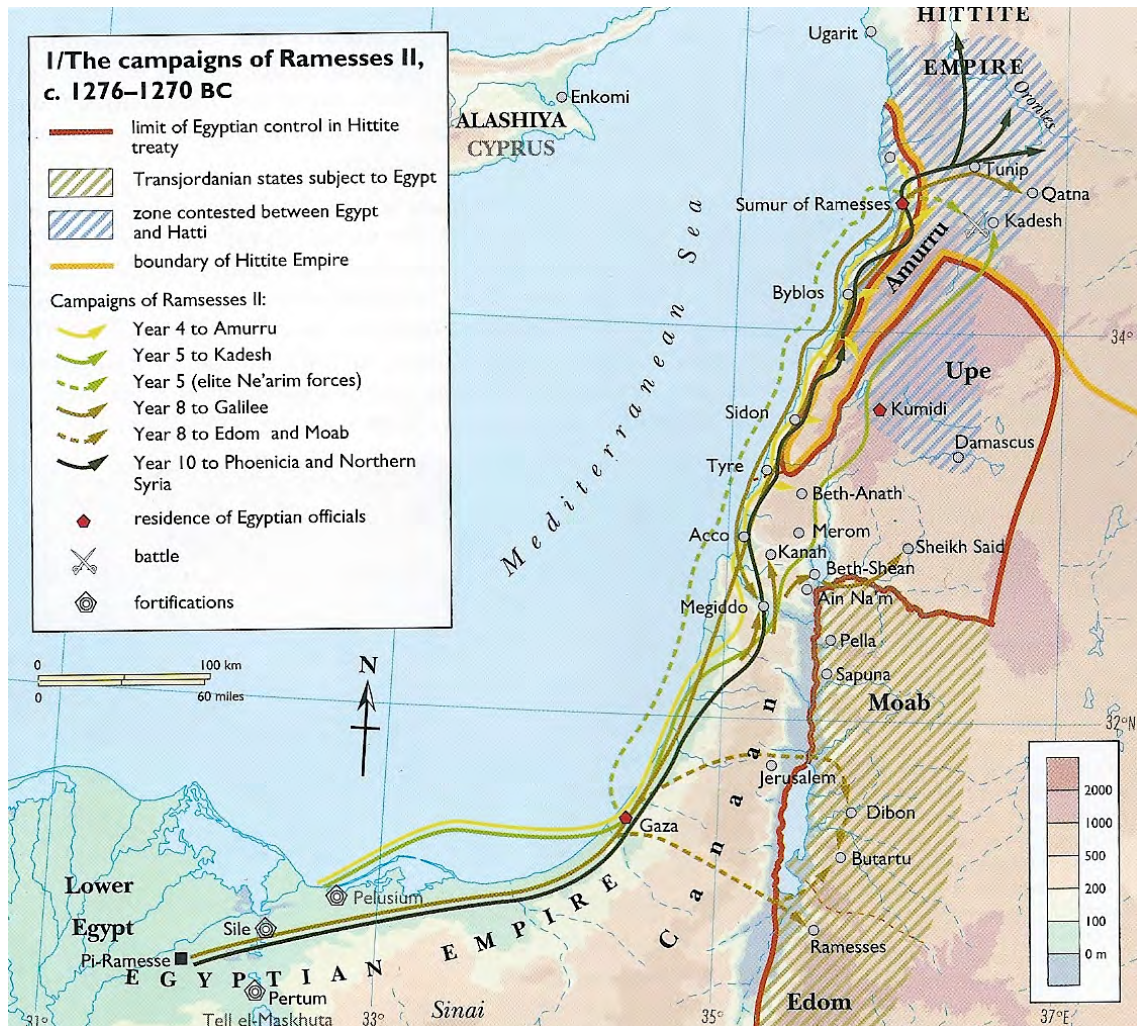 1/The campaigns of Ramesses II,
c. 1276–1270 BC
limit of Egyptian control in Hittite
treaty
Transjordanian states subject to Egypt
zone contested between Egypt
and Hatti
boundary of Hittite Empire
Campaigns of Ramsesses II:
Year 4 to Amurru
Year 5 to Kadesh
Year 5 (elite Ne'arim forces)
Year 8 to Galilee
Year 8 to Edom and Moab
Year 10 to Phoenicia and Northern
Syria
residence of Egyptian officials
battle
fortifications
0 100 km
0 60 miles
N
HITTITE
EMPIRE
Ugarit
Orontes
Enkomi
ALASHIYA
CYPRUS
Tunip
Qatna
Sumur of Ramesses
Kadesh
Amurru
Mediterranean Sea
Byblos
34°
Upe
Sidon
Kumidi
Damascus
Tyre
Beth-Anath
Acco
Merom
Kanah
Sheikh Said
Beth-Shean
Ain Na'm
Megiddo
Pella
Sapuna
Moab
32°N
Canaan
Jerusalem
Dibon
Gaza
Butartu
Ramesses
Edom
Lower
Egypt
Pelusium
Sile
Pi-Ramesse
EGYPTIAN EMPIRE
Pertum
Tell el-Maskhuta
Sinai
31°
33°
35°
37°E
2000
1000
500
200
100
0 m